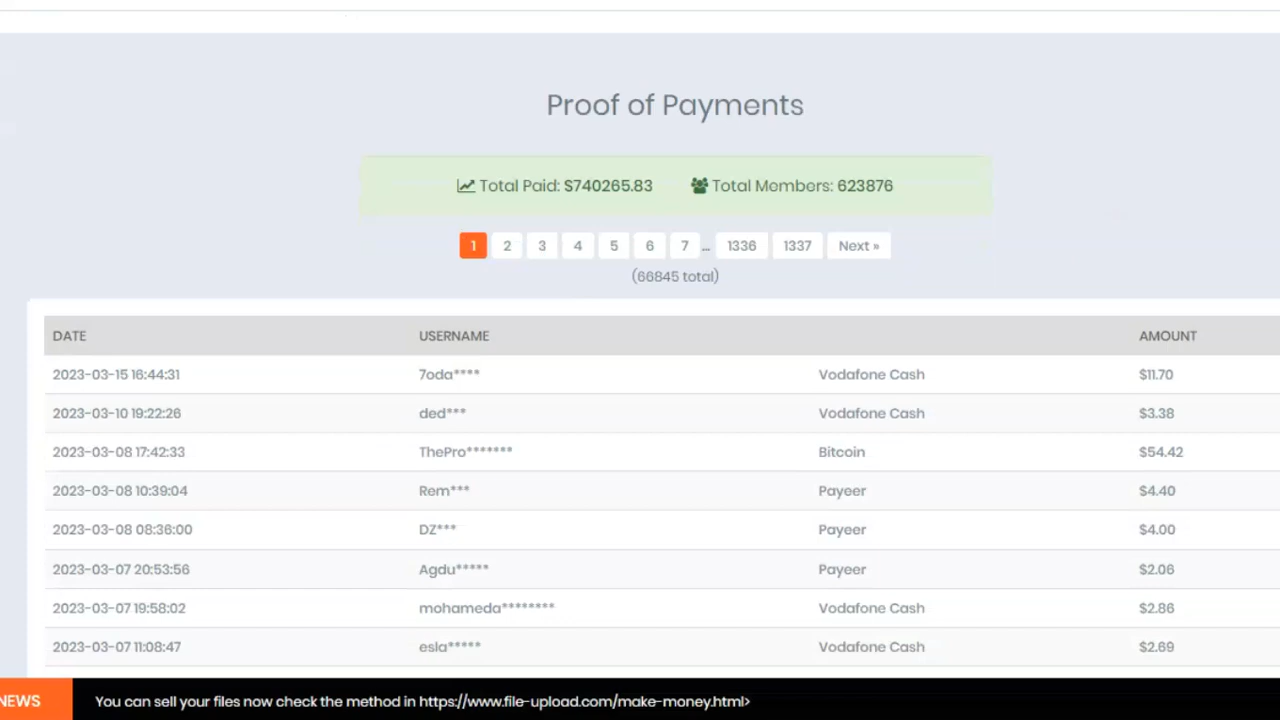 Proof of Payments
Total Paid: $740265.83 Total Members: 623876
1 2 3 4 5 6 7 ... 1336 1337 Next »
(66845 total)
DATE USERNAME AMOUNT
2023-03-15 16:44:31 7oda**** Vodafone Cash $11.70
2023-03-10 19:22:26 ded*** Vodafone Cash $3.38
2023-03-08 17:42:33 ThePro******* Bitcoin $54.42
2023-03-08 10:39:04 Rem*** Payeer $4.40
2023-03-08 08:36:00 DZ*** Payeer $4.00
2023-03-07 20:53:56 Agdu***** Payeer $2.06
2023-03-07 19:58:02 mohameda******** Vodafone Cash $2.86
2023-03-07 11:08:47 esla***** Vodafone Cash $2.69
NEWS You can sell your files now check the method in https://www.file-upload.com/make-money.html>